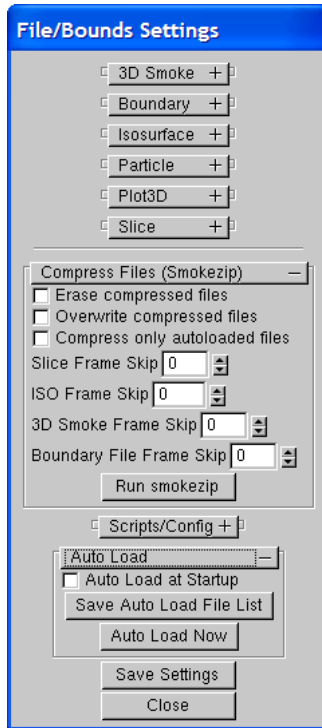 File/Bounds Settings
3D Smoke +
Boundary +
Isosurface +
Particle +
Plot3D +
Slice +
Compress Files (Smokezip) –
Erase compressed files
Overwrite compressed files
Compress only autoloaded files
Slice Frame Skip 0
ISO Frame Skip 0
3D Smoke Frame Skip 0
Boundary File Frame Skip 0
Run smokezip
Scripts/Config +
Auto Load –
Auto Load at Startup
Save Auto Load File List
Auto Load Now
Save Settings
Close